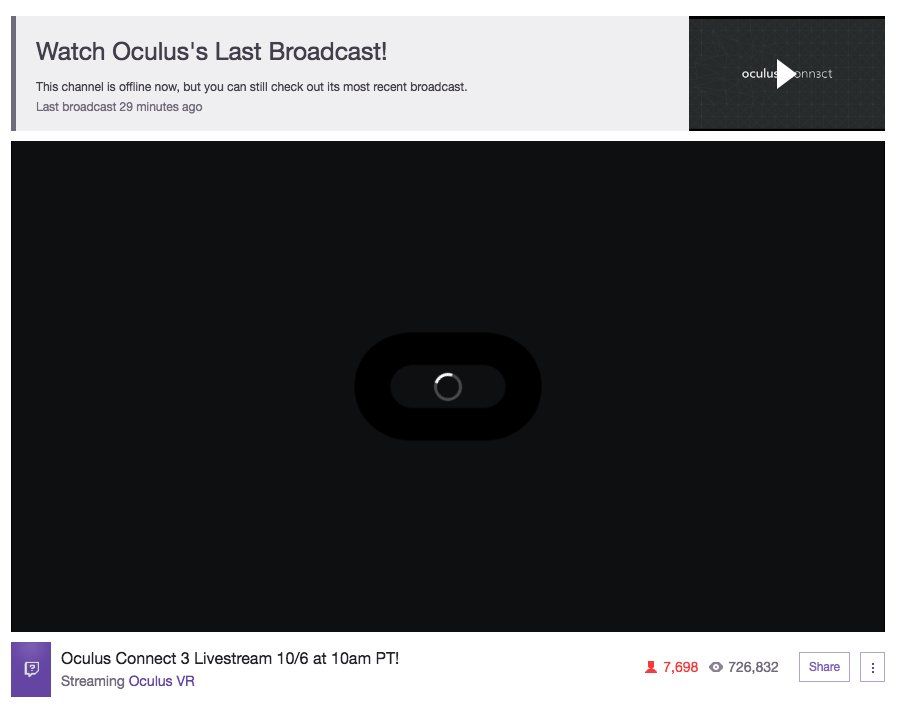 Watch Oculus's Last Broadcast!
This channel is offline now, but you can still check out its most recent broadcast.
Last broadcast 29 minutes ago
oculus connect
Oculus Connect 3 Livestream 10/6 at 10am PT!
Streaming Oculus VR
7,698 726,832 Share